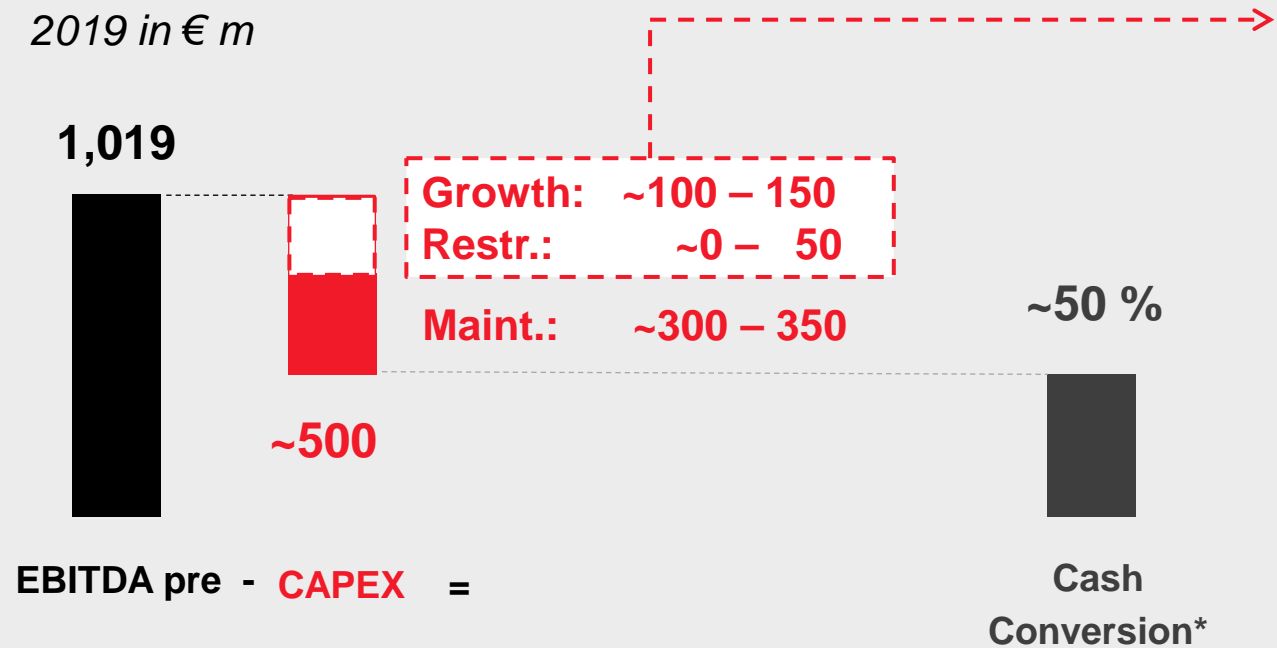 2019 in € m
1,019
Growth: ~100 – 150
Restr.: ~0 – 50
Maint.: ~300 – 350
~50 %
~500
EBITDA pre - CAPEX =
Cash
Conversion*